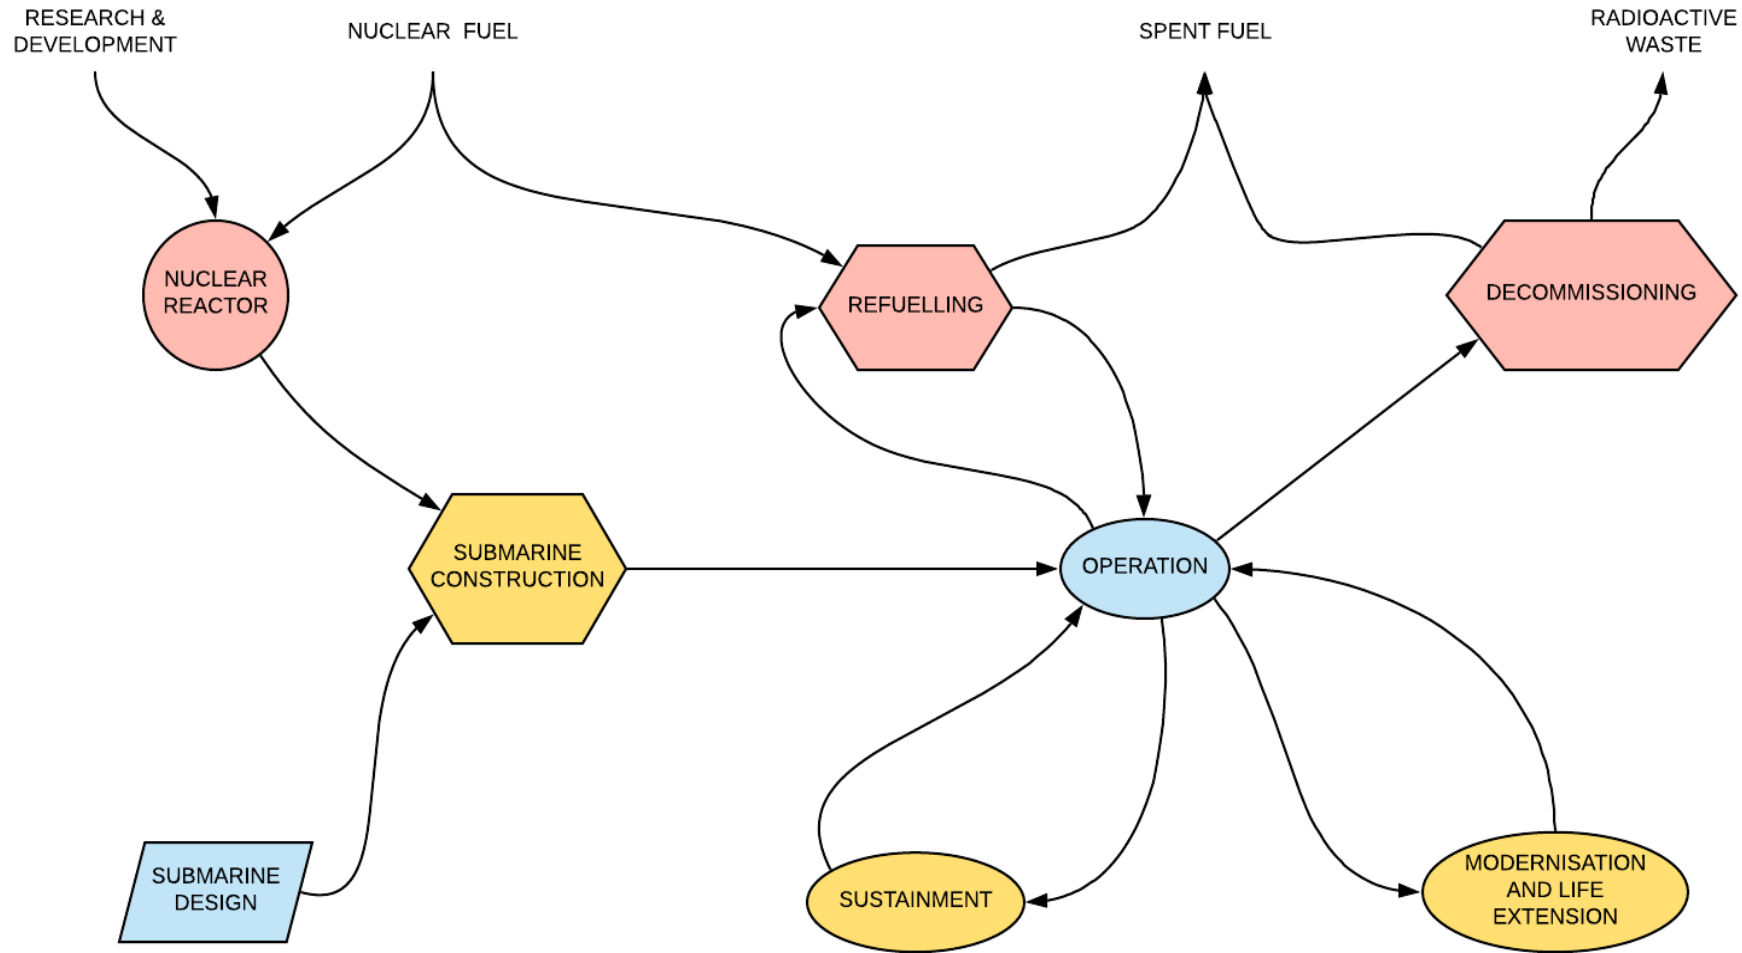 RESEARCH &
DEVELOPMENT
NUCLEAR FUEL
SPENT FUEL
RADIOACTIVE
WASTE
NUCLEAR
REACTOR
REFUELLING
DECOMMISSIONING
SUBMARINE
CONSTRUCTION
OPERATION
SUBMARINE
DESIGN
SUSTAINMENT
MODERNISATION
AND LIFE
EXTENSION